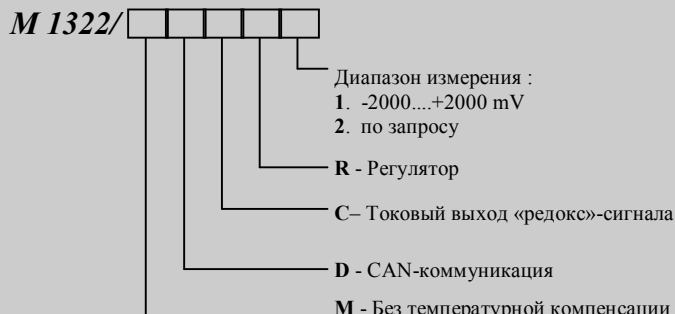 M 1322/
Диапазон измерения :
1. -2000....+2000 mV
2. по запросу
R - Регулятор
C– Токовый выход «редокс»-сигнала
D - CAN-коммуникация
M - Без температурной компенсации